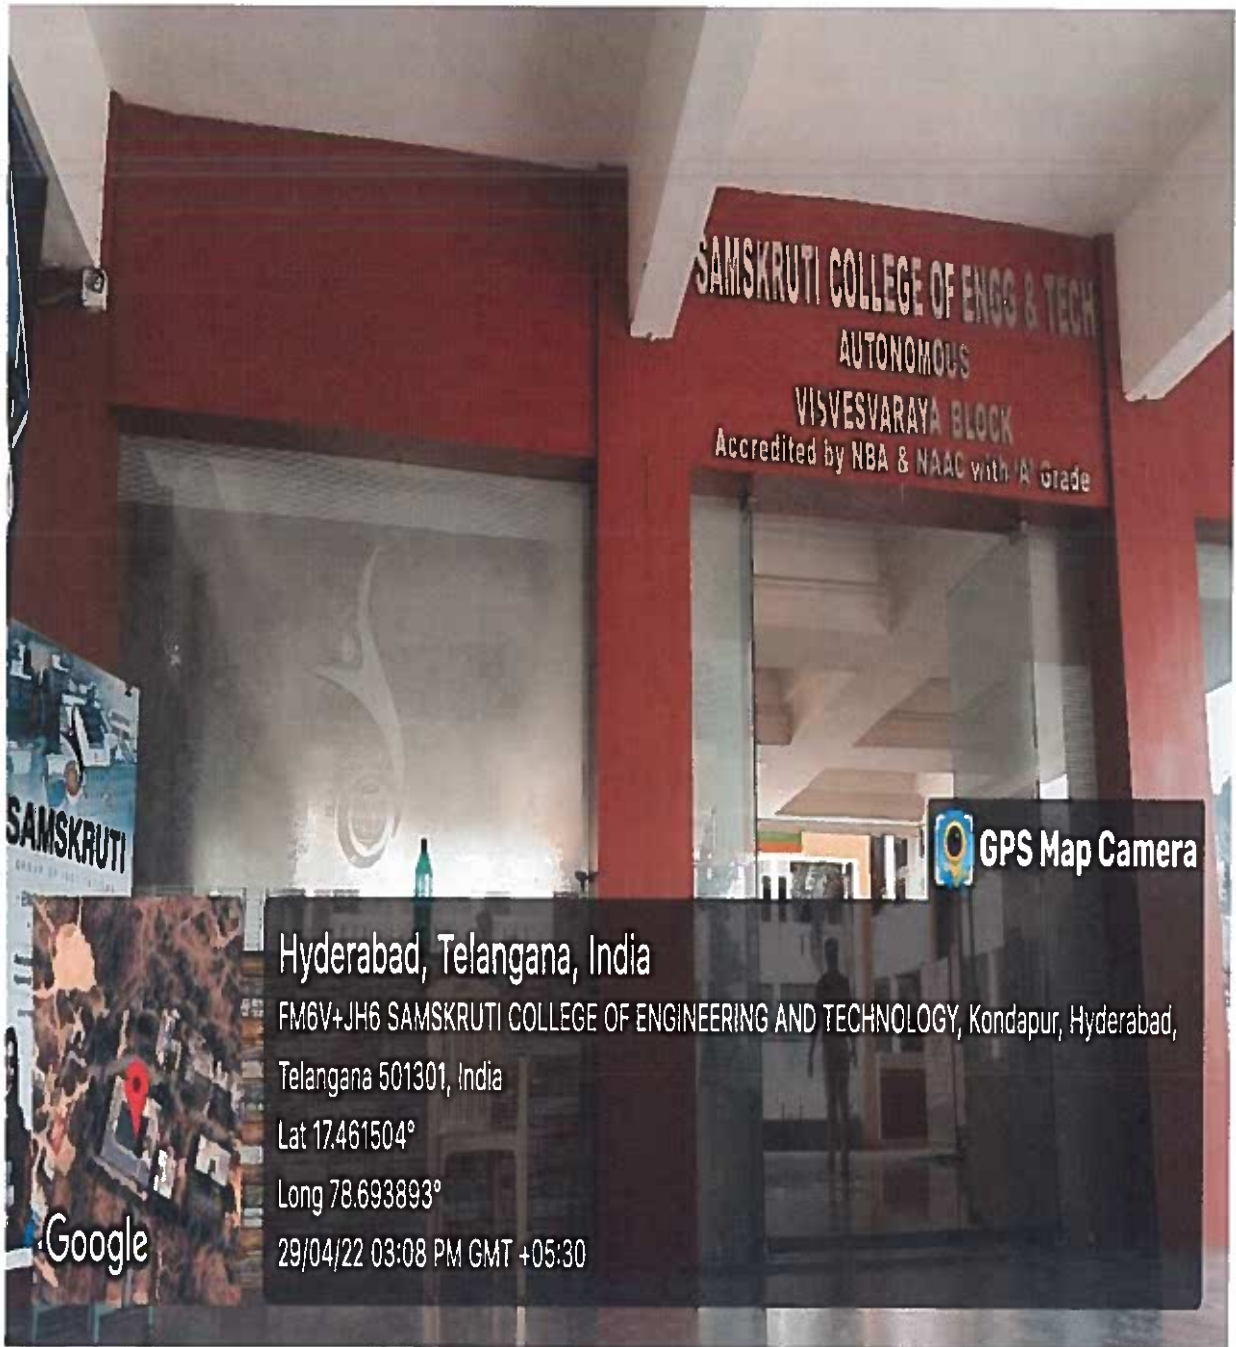 SAMSKRUTI COLLEGE OF ENGG & TECH
AUTONOMOUS
VISVESVARAYA BLOCK
Accredited by NBA & NAAC with 'A' Grade
SAMSKRUTI
GPS Map Camera
Hyderabad, Telangana, India
FM6V+JH6 SAMSKRUTI COLLEGE OF ENGINEERING AND TECHNOLOGY, Kondapur, Hyderabad,
Telangana 501301, India
Lat 17.461504°
Long 78.693893°
29/04/22 03:08 PM GMT +05:30
Google